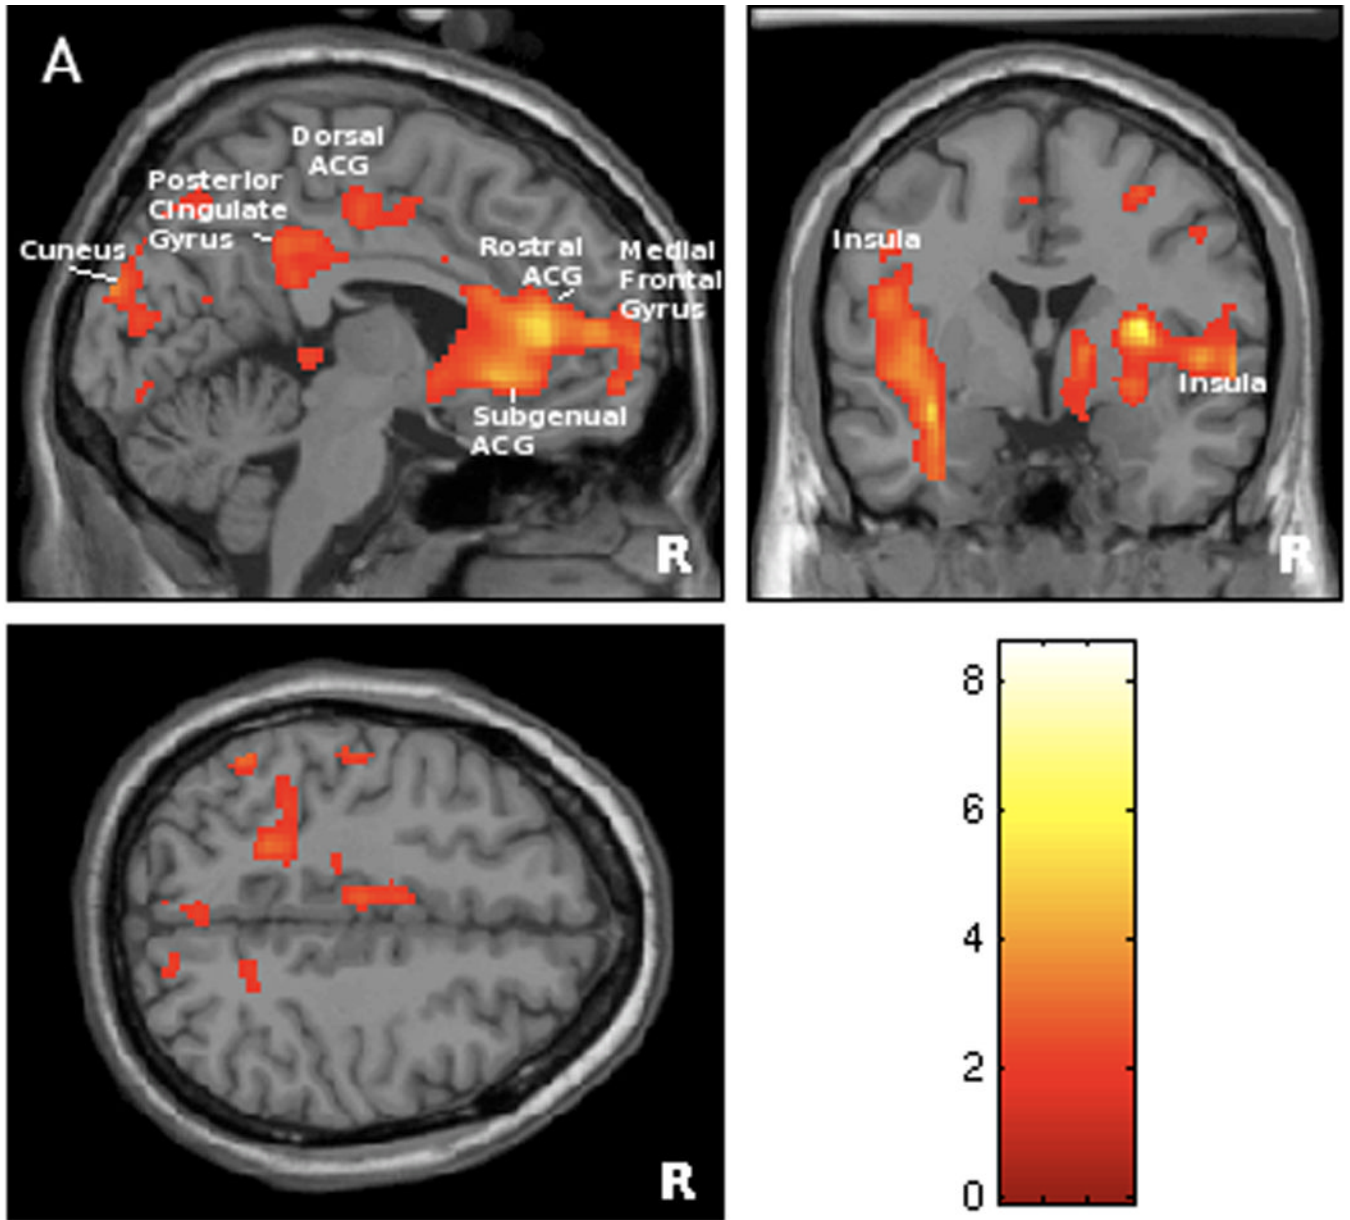 A
Dorsal
ACG
Posterior
Cingulate
Gyrus
Cuneus
Rostral
ACG
Medial
Frontal
Gyrus
Subgenual
ACG
R
Insula
Insula
R
R
8
6
4
2
0